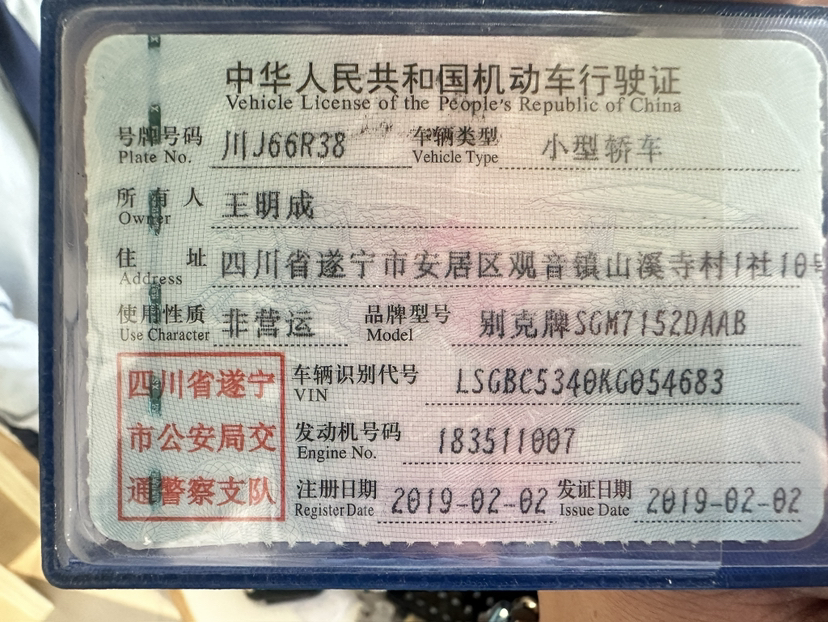 中华人民共和国机动车行驶证
Vehicle License of the People's Republic of China
号牌号码 川J66R38 车辆类型 小型轿车
Plate No. Vehicle Type
所有人 王明成
Owner
住址 四川省遂宁市安居区观音镇山溪寺村1社10号
Address
使用性质 非营运 品牌型号 别克牌SGM7152DAAB
Use Character Model
四川省遂宁
市公安局交
通警察支队
车辆识别代号 LSGBC5340KG054683
VIN
发动机号码 183511007
Engine No.
注册日期 2019-02-02 发证日期 2019-02-02
Register Date Issue Date